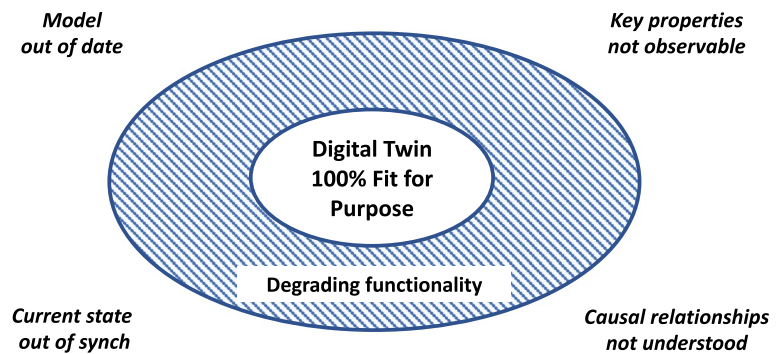 Model
out of date
Key properties
not observable
Digital Twin
100% Fit for
Purpose
Degrading functionality
Current state
out of synch
Causal relationships
not understood